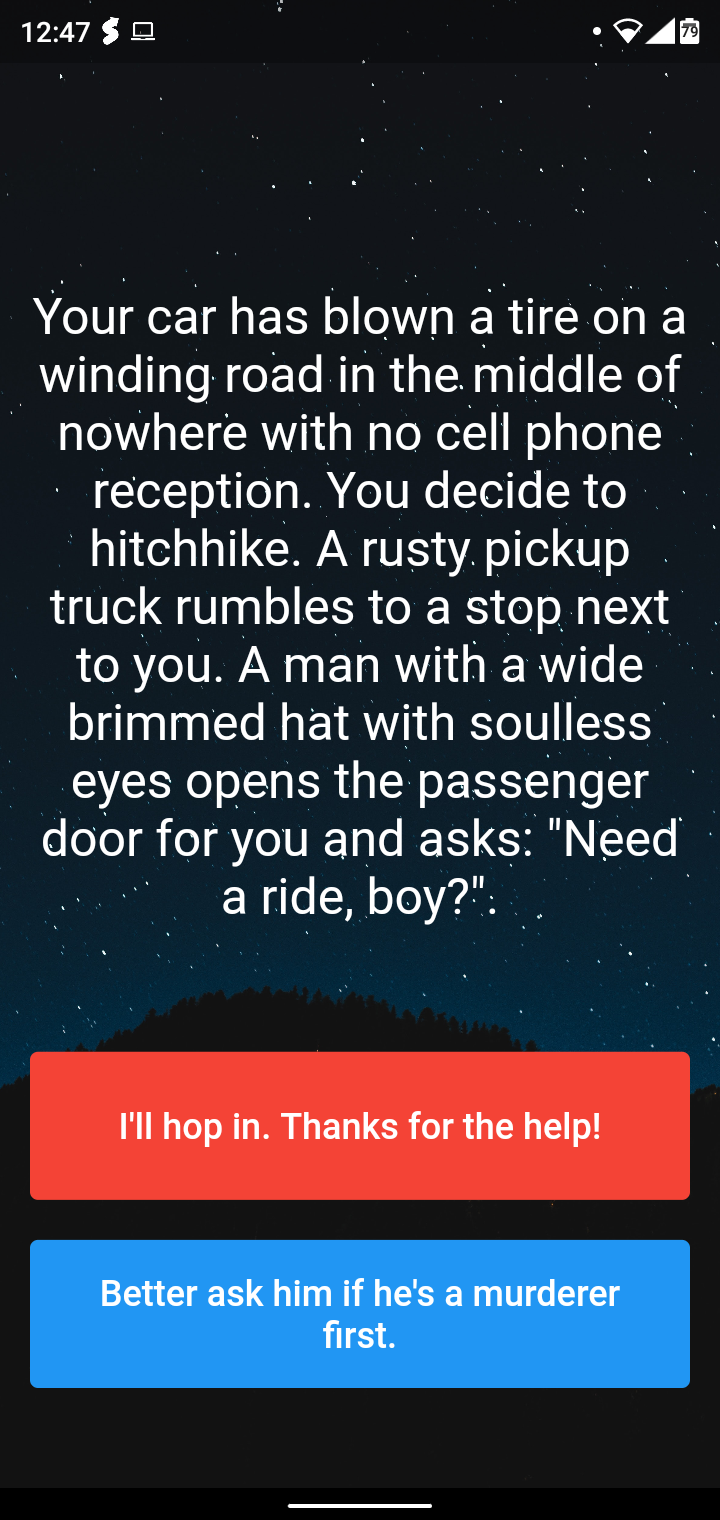 12:47
79
Your car has blown a tire on a
winding road in the middle of
nowhere with no cell phone
reception. You decide to
hitchhike. A rusty pickup
truck rumbles to a stop next
to you. A man with a wide
brimmed hat with soulless
eyes opens the passenger
door for you and asks: "Need
a ride, boy?".
I'll hop in. Thanks for the help!
Better ask him if he's a murderer
first.